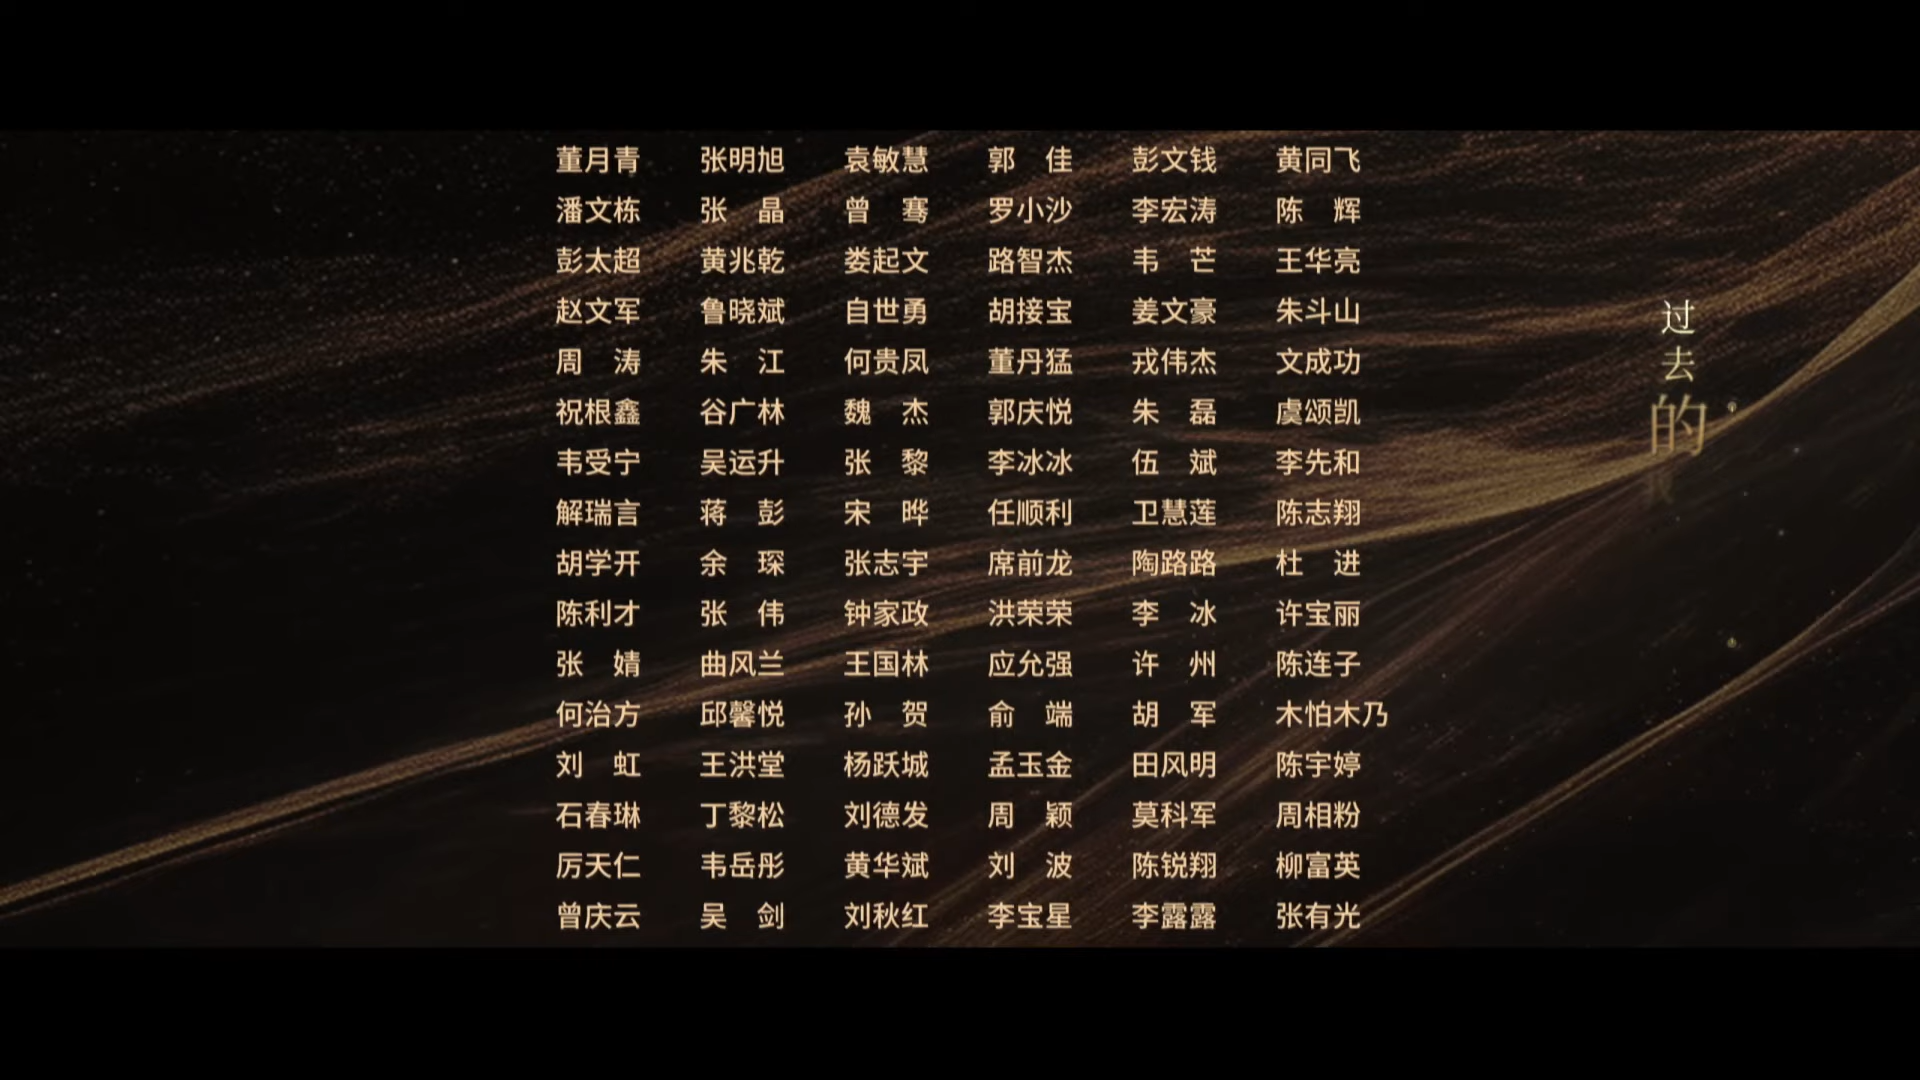 董月青 张明旭 袁敏慧 郭 佳 彭文钱 黄同飞
潘文栋 张 晶 曾 骞 罗小沙 李宏涛 陈 辉
彭太超 黄兆乾 娄起文 路智杰 韦 芒 王华亮
赵文军 鲁晓斌 自世勇 胡接宝 姜文豪 朱斗山
周 涛 朱 江 何贵凤 董丹猛 戎伟杰 文成功
祝根鑫 谷广林 魏 杰 郭庆悦 朱 磊 虞颂凯
韦受宁 吴运升 张 黎 李冰冰 伍 斌 李先和
解瑞言 蒋 彭 宋 晔 任顺利 卫慧莲 陈志翔
胡学开 余 琛 张志宇 席前龙 陶路路 杜 进
陈利才 张 伟 钟家政 洪荣荣 李 冰 许宝丽
张 婧 曲风兰 王国林 应允强 许 州 陈连子
何治方 邱馨悦 孙 贺 俞 端 胡 军 木怕木乃
刘 虹 王洪堂 杨跃城 孟玉金 田风明 陈宇婷
石春琳 丁黎松 刘德发 周 颖 莫科军 周相粉
厉天仁 韦岳彤 黄华斌 刘 波 陈锐翔 柳富英
曾庆云 吴 剑 刘秋红 李宝星 李露露 张有光
过去的